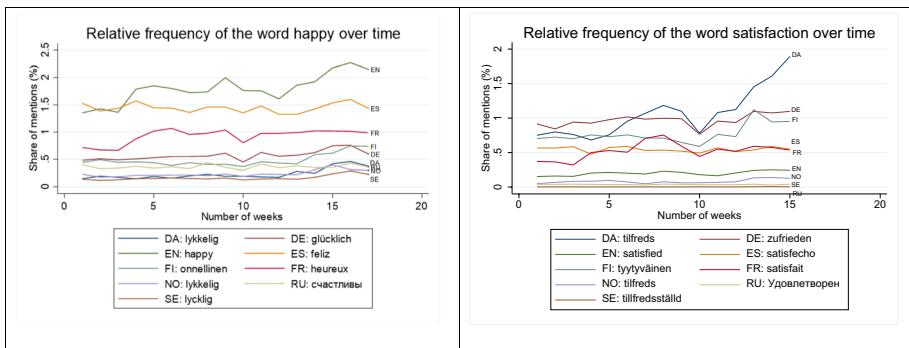 Relative frequency of the word happy over time
Share of mentions (%)
2.5
2
1.5
1
.5
0
EN
ES
FR
FI
DE
DA
RU
NO
SE
0
5
10
15
20
Number of weeks
DA: lykkelig
DE: glücklich
EN: happy
ES: feliz
FI: onnellinen
FR: heureux
NO: lykkelig
RU: счастливы
SE: lycklig
Relative frequency of the word satisfaction over time
Share of mentions (%)
2
1.5
1
.5
0
DA
DE
FI
ES
FR
EN
NO
SE
RU
0
5
10
15
20
Number of weeks
DA: tilfreds
DE: zufrieden
EN: satisfied
ES: satisfecho
FI: tyytyväinen
FR: satisfait
NO: tilfreds
RU: Удовлетворен
SE: tillfredsställd